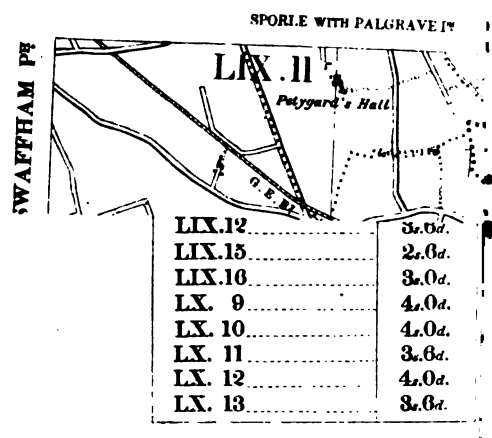 SPORLE WITH PALGRAVE PH
SWAFFHAM PH
LIX.11
Petygard's Hall
G.E.R.
LIX.12 3s.6d.
LIX.15 2s.6d.
LIX.16 3s.0d.
LX. 9 4s.0d.
LX. 10 4s.0d.
LX. 11 3s.6d.
LX. 12 4s.0d.
LX. 13 3s.6d.